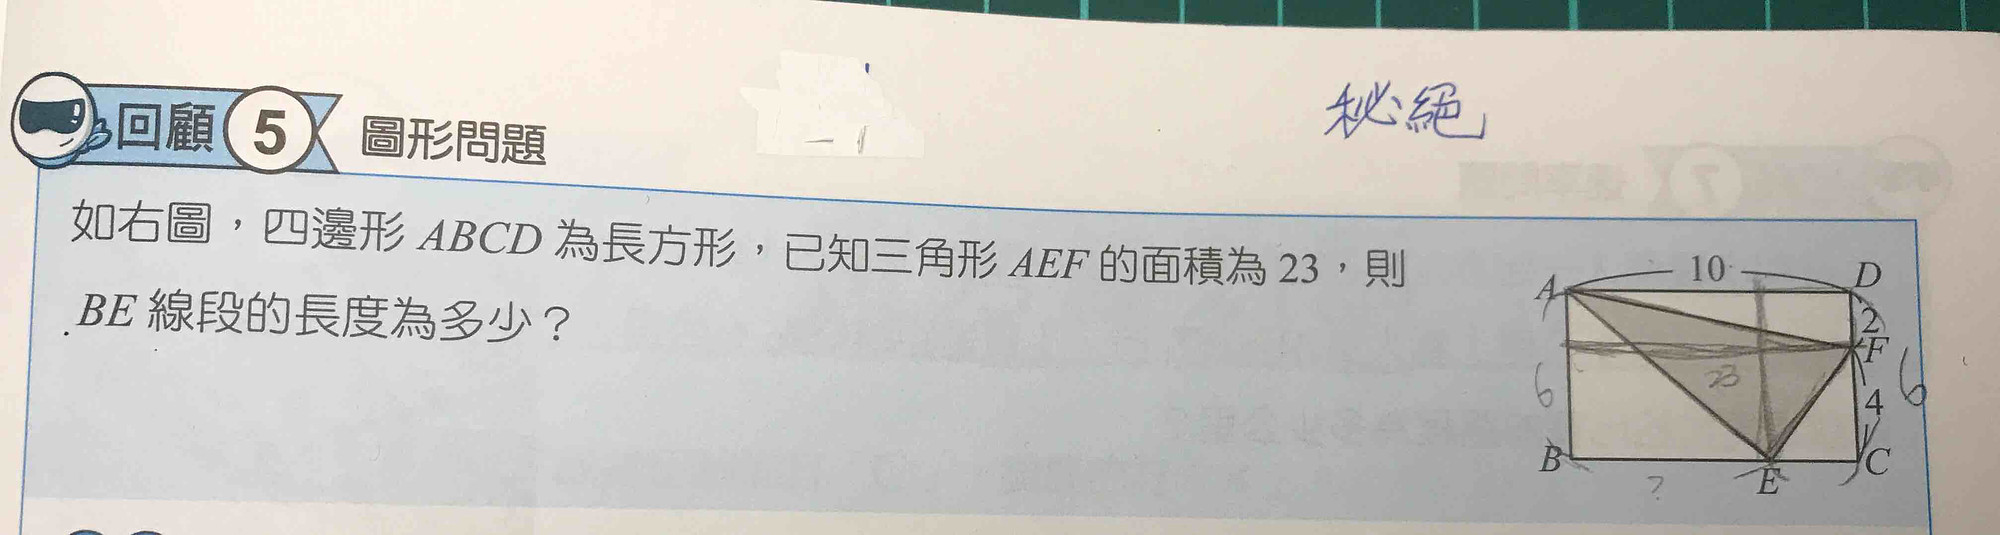 秘絕
回顧 5 圖形問題
如右圖，四邊形 ABCD 為長方形，已知三角形 AEF 的面積為 23，則
BE 線段的長度為多少？
10
A
D
2
F
23
6
6
4
B
C
E
?